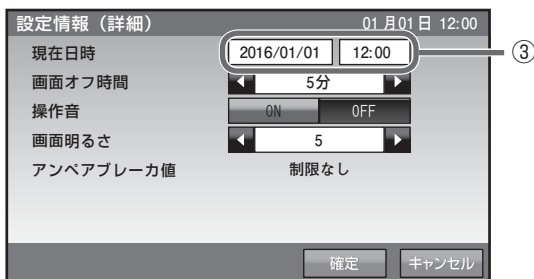 設定情報（詳細） 01月01日 12:00
現在日時 2016/01/01 12:00 ③
画面オフ時間 5分
操作音 ON OFF
画面明るさ 5
アンペアブレーカ値 制限なし
確定 キャンセル